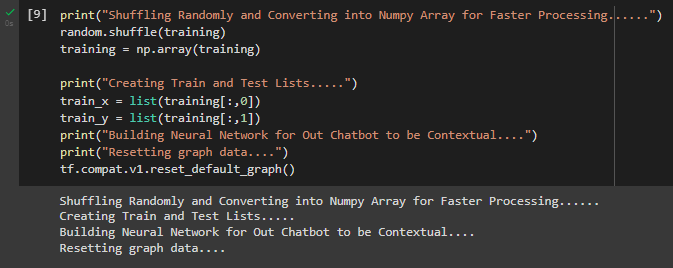 [9] print("Shuffling Randomly and Converting into Numpy Array for Faster Processing......")
random.shuffle(training)
training = np.array(training)
print("Creating Train and Test Lists.....")
train_x = list(training[:,0])
train_y = list(training[:,1])
print("Building Neural Network for Out Chatbot to be Contextual....")
print("Resetting graph data....")
tf.compat.v1.reset_default_graph()
Shuffling Randomly and Converting into Numpy Array for Faster Processing......
Creating Train and Test Lists.....
Building Neural Network for Out Chatbot to be Contextual....
Resetting graph data....
0s